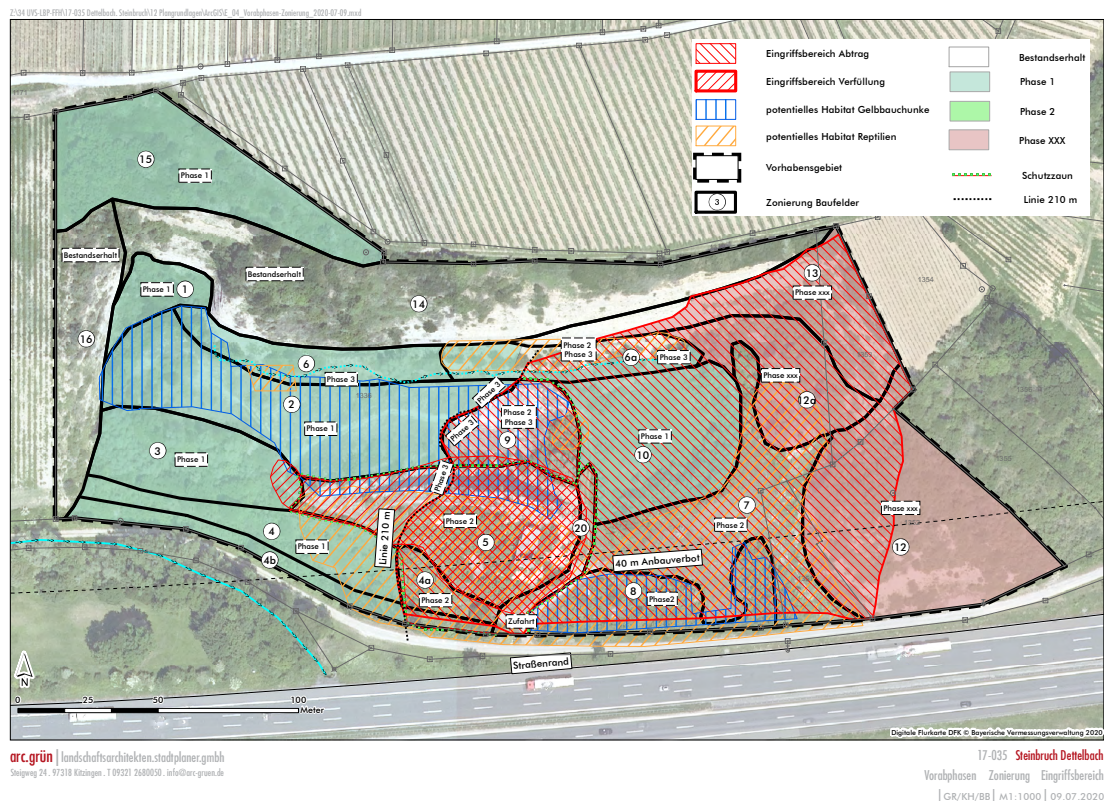 Z:\34 UVS-LBP-FFH\17-035 Dettelbach, Steinbruch\12 Plangrundlagen\ArcGIS\E_04_Vorabphasen-Zonierung_2020-07-09.mxd
Eingriffsbereich Abtrag
Eingriffsbereich Verfüllung
potentielles Habitat Gelbbauchunke
potentielles Habitat Reptilien
Vorhabensgebiet
3
Zonierung Baufelder
Bestandserhalt
Phase 1
Phase 2
Phase XXX
Schutzzaun
Linie 210 m
15
Phase 1
Bestandserhalt
Bestandserhalt
1354
13
Phase 1
1
Phase xxx
14
16
Phase 2
Phase 3
6
6a
Phase 3
Phase 3
Phase xxx
Phase 3
1336
12a
2
Phase 2
Phase 3
Phase 1
Phase 3
9
Phase 1
3
Phase 1
10
Phase 3
7
Phase xxx
Phase 2
Phase 2
20
4
5
12
Phase 1
Linie 210 m
4b
40 m Anbauverbot
4a
8
Phase 2
Phase2
Zufahrt
Straßenrand
N
0
25
50
100
Meter
Digitale Flurkarte DFK © Bayerische Vermessungsverwaltung 2020
arc.grün | landschaftsarchitekten.stadtplaner.gmbh
Steigweg 24 . 97318 Kitzingen . T 09321 2680050 . info@arc-gruen.de
17-035 Steinbruch Dettelbach
Vorabphasen Zonierung Eingriffsbereich
| GR/KH/BB | M1:1000 | 09.07.2020